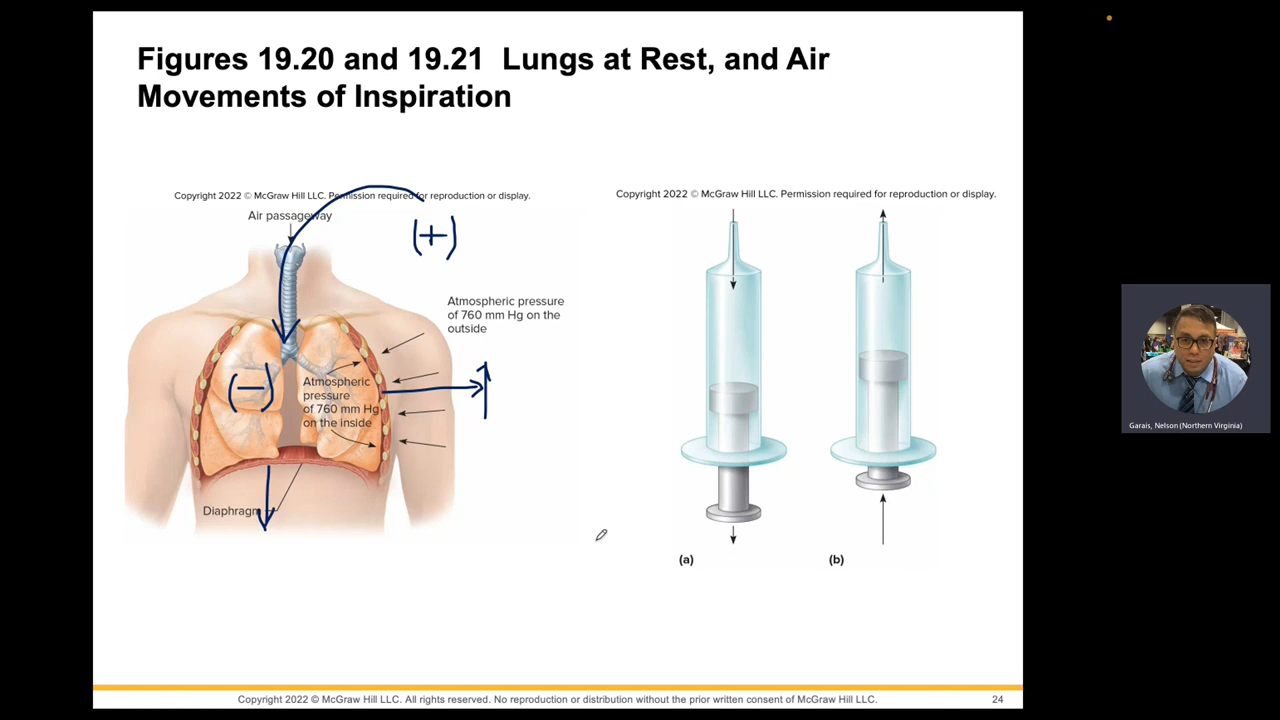 Figures 19.20 and 19.21 Lungs at Rest, and Air
Movements of Inspiration
Copyright 2022 © McGraw Hill LLC. Permission required for reproduction or display.
Air passageway
(+)
Atmospheric pressure
of 760 mm Hg on the
outside
(−)
Atmospheric
pressure
of 760 mm Hg
on the inside
Diaphragm
Copyright 2022 © McGraw Hill LLC. Permission required for reproduction or display.
(a)
(b)
Garais, Nelson (Northern Virginia)
Copyright 2022 © McGraw Hill LLC. All rights reserved. No reproduction or distribution without the prior written consent of McGraw Hill LLC.
24